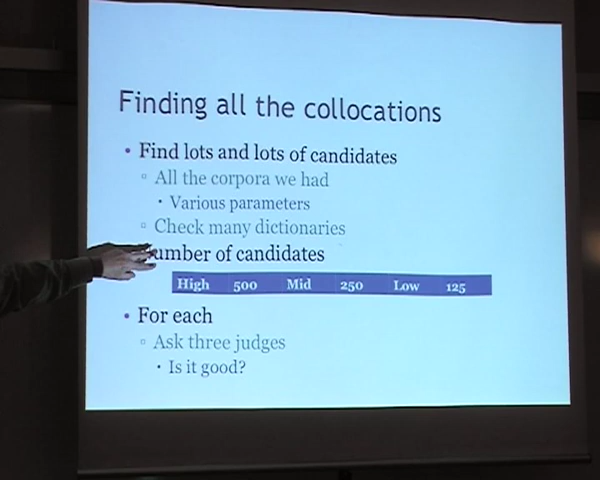 Finding all the collocations
• Find lots and lots of candidates
▫ All the corpora we had
• Various parameters
▫ Check many dictionaries
umber of candidates
High 500 Mid 250 Low 125
• For each
▫ Ask three judges
• Is it good?